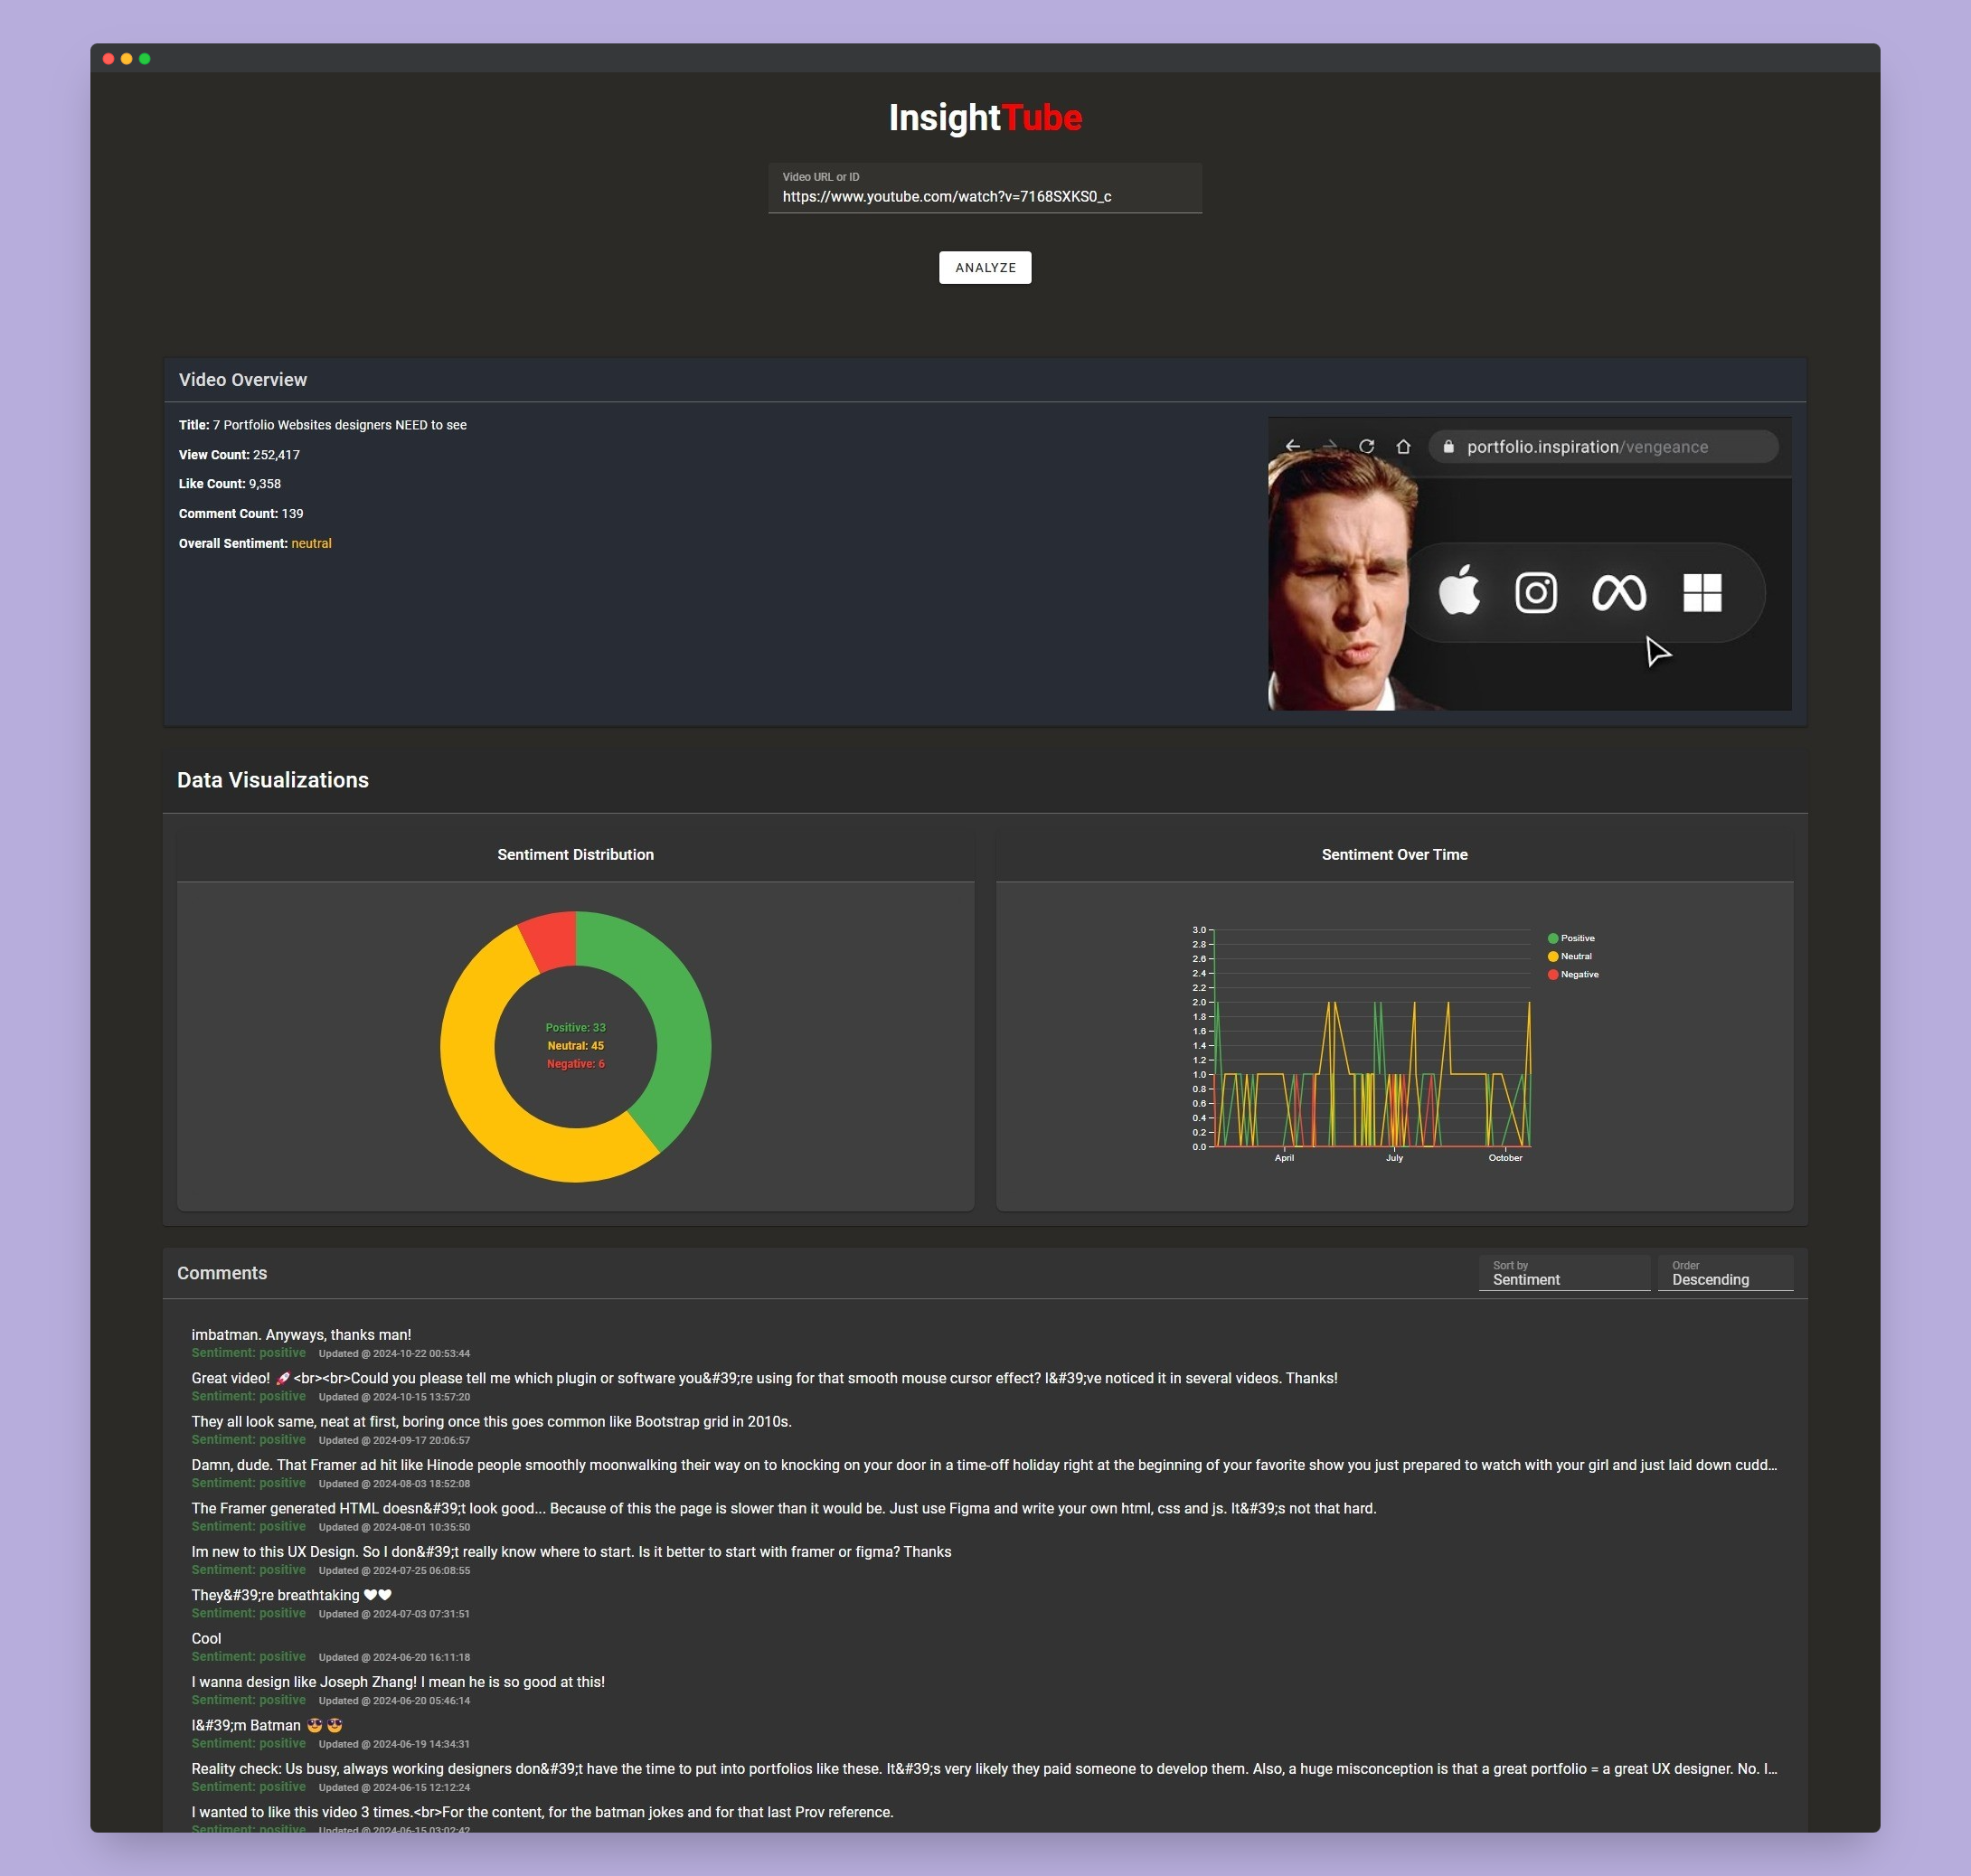 InsightTube
Video URL or ID
https://www.youtube.com/watch?v=7168SXKS0_c
ANALYZE
Video Overview
Title: 7 Portfolio Websites designers NEED to see
View Count: 252,417
Like Count: 9,358
Comment Count: 139
Overall Sentiment: neutral
portfolio.inspiration/vengeance
Data Visualizations
Sentiment Distribution
Positive: 33
Neutral: 45
Negative: 6
Sentiment Over Time
3.0
2.8
2.6
2.4
2.2
2.0
1.8
1.6
1.4
1.2
1.0
0.8
0.6
0.4
0.2
0.0
April July October
Positive
Neutral
Negative
Comments
Sort by
Sentiment
Order
Descending
imbatman. Anyways, thanks man!
Sentiment: positive Updated @ 2024-10-22 00:53:44
Great video! 🚀 <br><br>Could you please tell me which plugin or software you&#39;re using for that smooth mouse cursor effect? I&#39;ve noticed it in several videos. Thanks!
Sentiment: positive Updated @ 2024-10-15 13:57:20
They all look same, neat at first, boring once this goes common like Bootstrap grid in 2010s.
Sentiment: positive Updated @ 2024-09-17 20:06:57
Damn, dude. That Framer ad hit like Hinode people smoothly moonwalking their way on to knocking on your door in a time-off holiday right at the beginning of your favorite show you just prepared to watch with your girl and just laid down cudd...
Sentiment: positive Updated @ 2024-08-03 18:52:08
The Framer generated HTML doesn&#39;t look good... Because of this the page is slower than it would be. Just use Figma and write your own html, css and js. It&#39;s not that hard.
Sentiment: positive Updated @ 2024-08-01 10:35:50
Im new to this UX Design. So I don&#39;t really know where to start. Is it better to start with framer or figma? Thanks
Sentiment: positive Updated @ 2024-07-25 06:08:55
They&#39;re breathtaking 🤍🤍
Sentiment: positive Updated @ 2024-07-03 07:31:51
Cool
Sentiment: positive Updated @ 2024-06-20 16:11:18
I wanna design like Joseph Zhang! I mean he is so good at this!
Sentiment: positive Updated @ 2024-06-20 05:46:14
I&#39;m Batman 😎 😎
Sentiment: positive Updated @ 2024-06-19 14:34:31
Reality check: Us busy, always working designers don&#39;t have the time to put into portfolios like these. It&#39;s very likely they paid someone to develop them. Also, a huge misconception is that a great portfolio = a great UX designer. No. I...
Sentiment: positive Updated @ 2024-06-15 12:12:24
I wanted to like this video 3 times.<br>For the content, for the batman jokes and for that last Prov reference.
Sentiment: positive Updated @ 2024-06-15 03:02:42